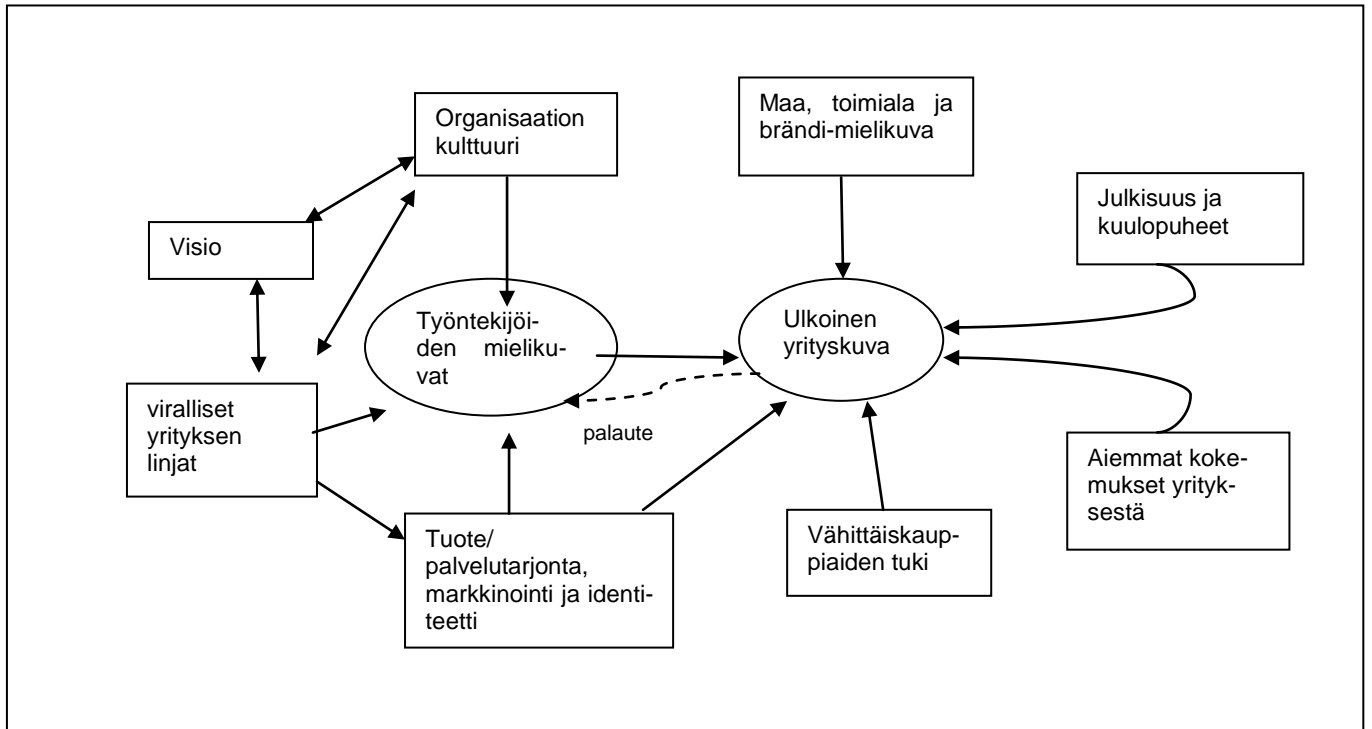 Organisaation
kulttuuri
Maa, toimiala ja
brändi-mielikuva
Julkisuus ja
kuulopuheet
Visio
Työntekijöi-
den mieliku-
vat
Ulkoinen
yrityskuva
viralliset
yrityksen
linjat
palaute
Aiemmat koke-
mukset yrityk-
sestä
Tuote/
palvelutarjonta,
markkinointi ja identi-
teetti
Vähittäiskaup-
piaiden tuki